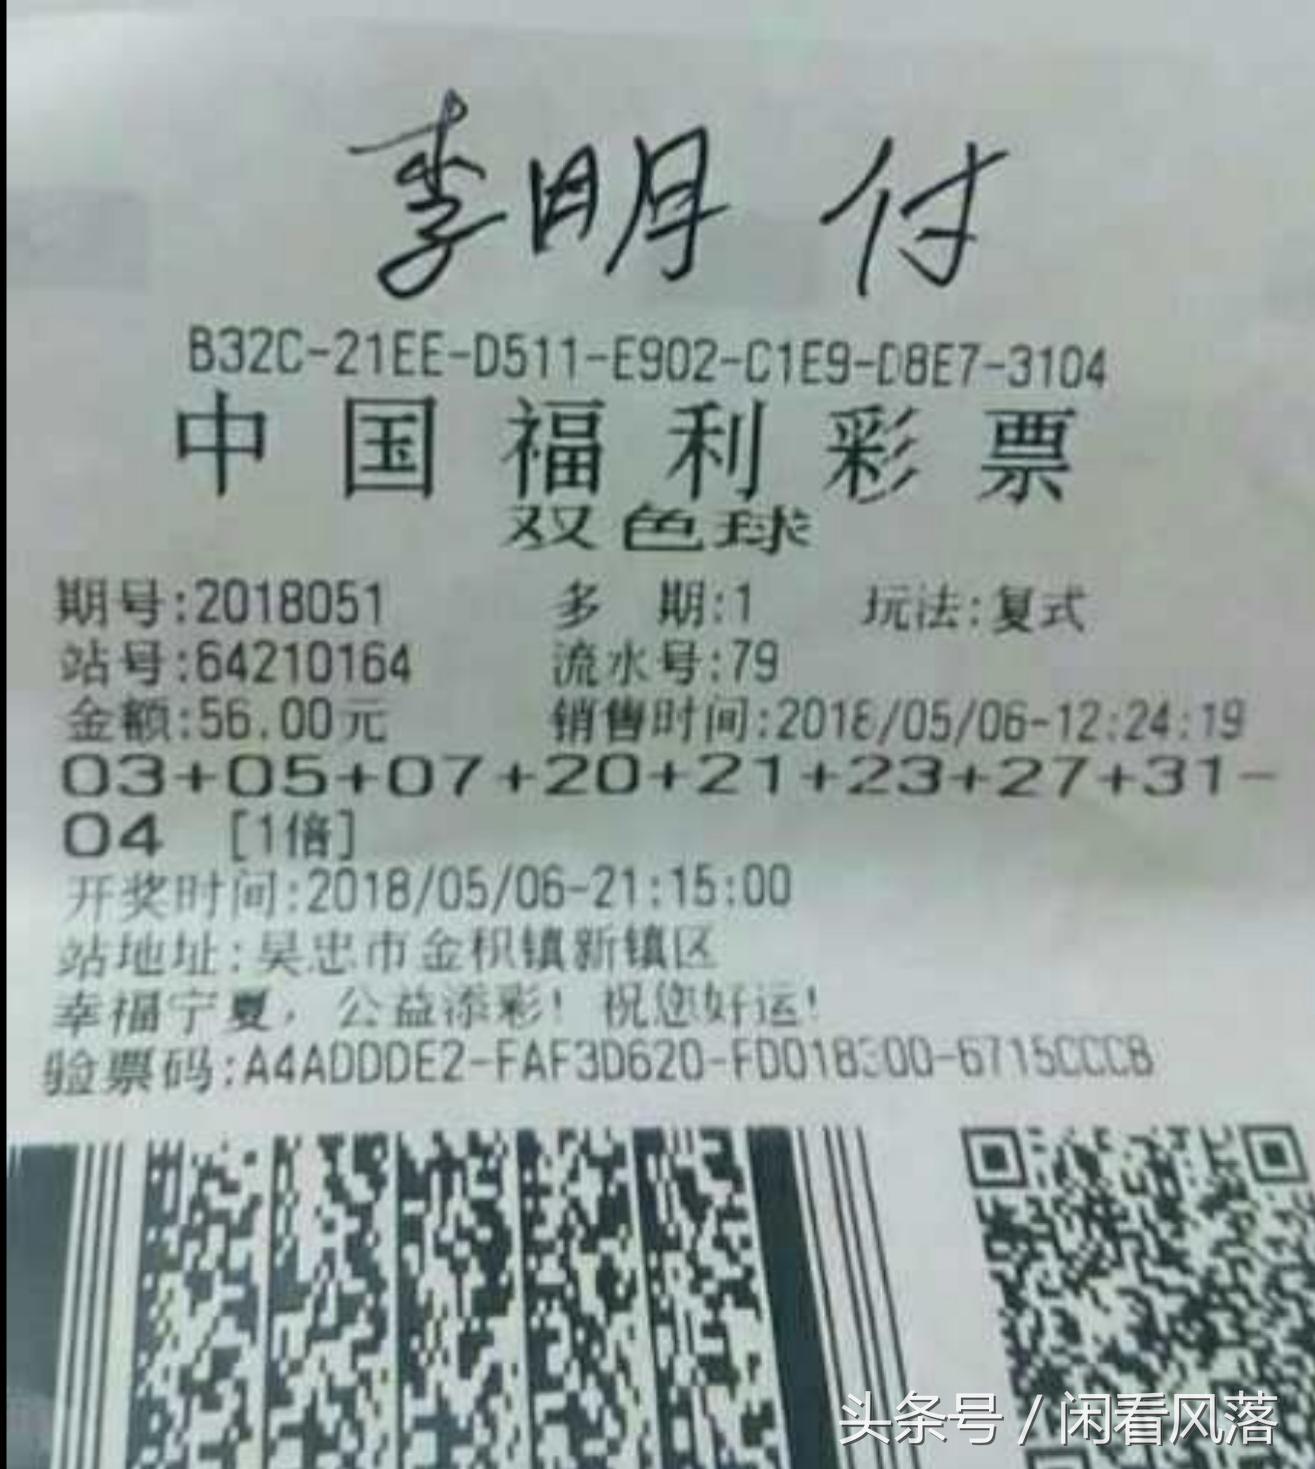 李明 付
B32C-21EE-D511-E902-C1E9-D8E7-3104
中国福利彩票
双色球
期号:2018051 多 期:1 玩法:复式
站号:64210164 流水号:79
金额:56.00元 销售时间:2018/05/06-12:24:19
03+05+07+20+21+23+27+31-
04 [1倍]
开奖时间:2018/05/06-21:15:00
站地址:吴忠市金积镇新镇区
幸福宁夏，公益添彩！祝您好运！
验票码:A4ADDDE2-FAF3D620-FD018300-6715CCCB
头条号 / 闲看风落